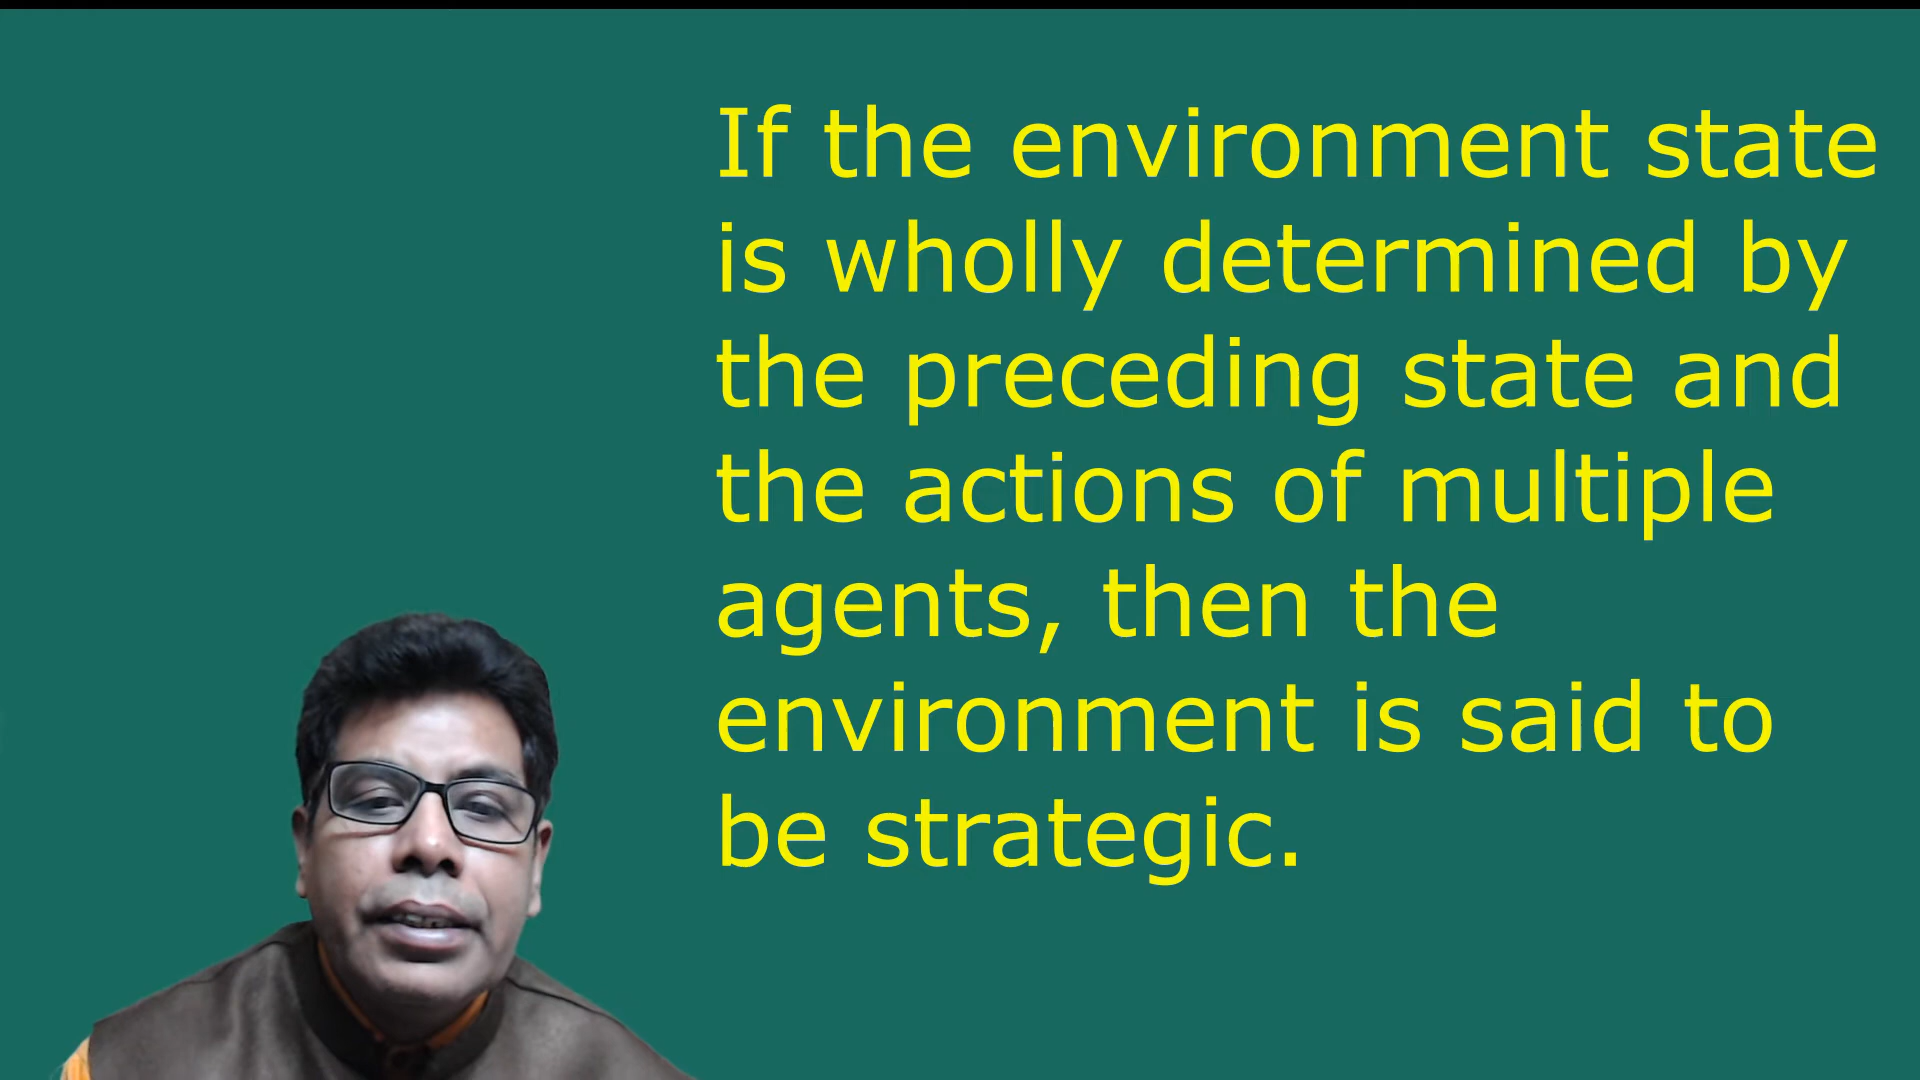 If the environment state
is wholly determined by
the preceding state and
the actions of multiple
agents, then the
environment is said to
be strategic.